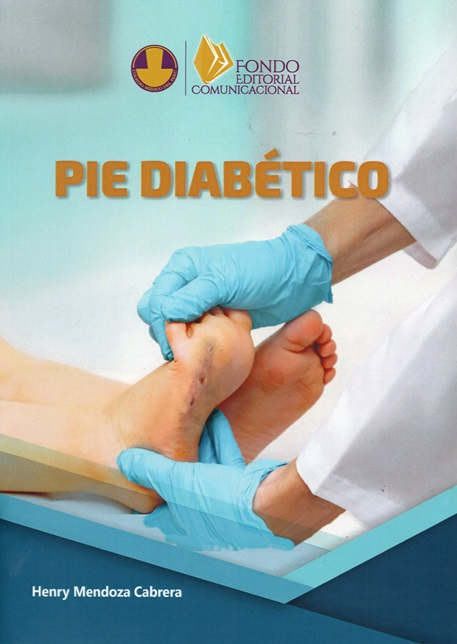 FONDO
EDITORIAL
COMUNICACIONAL
PIE DIABÉTICO
Henry Mendoza Cabrera